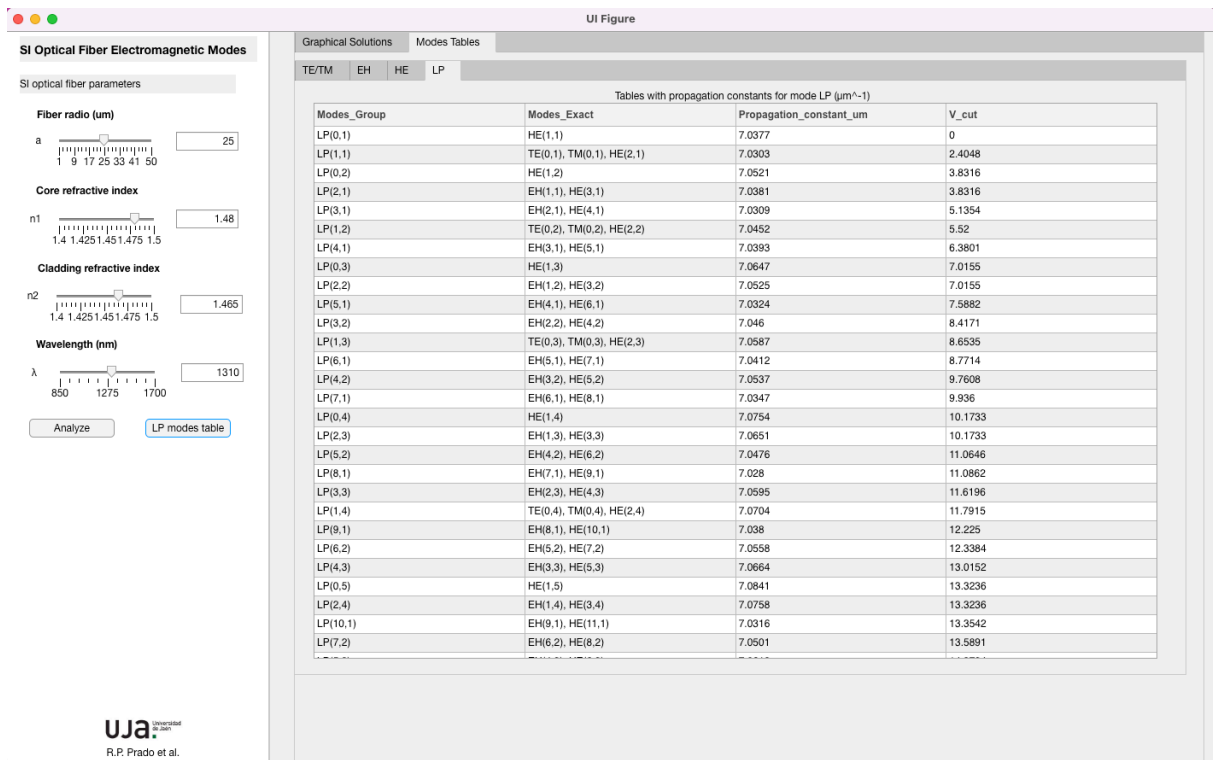 UI Figure
SI Optical Fiber Electromagnetic Modes
SI optical fiber parameters
Fiber radio (um)
a 25
1 9 17 25 33 41 50
Core refractive index
n1 1.48
1.4 1.425 1.45 1.475 1.5
Cladding refractive index
n2 1.465
1.4 1.425 1.45 1.475 1.5
Wavelength (nm)
λ 1310
850 1275 1700
Analyze LP modes table
UJa. Universidad de Jaén
R.P. Prado et al.
Graphical Solutions Modes Tables
TE/TM EH HE LP
Tables with propagation constants for mode LP (µm^-1)
Modes_Group Modes_Exact Propagation_constant_um V_cut
LP(0,1) HE(1,1) 7.0377 0
LP(1,1) TE(0,1), TM(0,1), HE(2,1) 7.0303 2.4048
LP(0,2) HE(1,2) 7.0521 3.8316
LP(2,1) EH(1,1), HE(3,1) 7.0381 3.8316
LP(3,1) EH(2,1), HE(4,1) 7.0309 5.1354
LP(1,2) TE(0,2), TM(0,2), HE(2,2) 7.0452 5.52
LP(4,1) EH(3,1), HE(5,1) 7.0393 6.3801
LP(0,3) HE(1,3) 7.0647 7.0155
LP(2,2) EH(1,2), HE(3,2) 7.0525 7.0155
LP(5,1) EH(4,1), HE(6,1) 7.0324 7.5882
LP(3,2) EH(2,2), HE(4,2) 7.046 8.4171
LP(1,3) TE(0,3), TM(0,3), HE(2,3) 7.0587 8.6535
LP(6,1) EH(5,1), HE(7,1) 7.0412 8.7714
LP(4,2) EH(3,2), HE(5,2) 7.0537 9.7608
LP(7,1) EH(6,1), HE(8,1) 7.0347 9.936
LP(0,4) HE(1,4) 7.0754 10.1733
LP(2,3) EH(1,3), HE(3,3) 7.0651 10.1733
LP(5,2) EH(4,2), HE(6,2) 7.0476 11.0646
LP(8,1) EH(7,1), HE(9,1) 7.028 11.0862
LP(3,3) EH(2,3), HE(4,3) 7.0595 11.6196
LP(1,4) TE(0,4), TM(0,4), HE(2,4) 7.0704 11.7915
LP(9,1) EH(8,1), HE(10,1) 7.038 12.225
LP(6,2) EH(5,2), HE(7,2) 7.0558 12.3384
LP(4,3) EH(3,3), HE(5,3) 7.0664 13.0152
LP(0,5) HE(1,5) 7.0841 13.3236
LP(2,4) EH(1,4), HE(3,4) 7.0758 13.3236
LP(10,1) EH(9,1), HE(11,1) 7.0316 13.3542
LP(7,2) EH(6,2), HE(8,2) 7.0501 13.5891